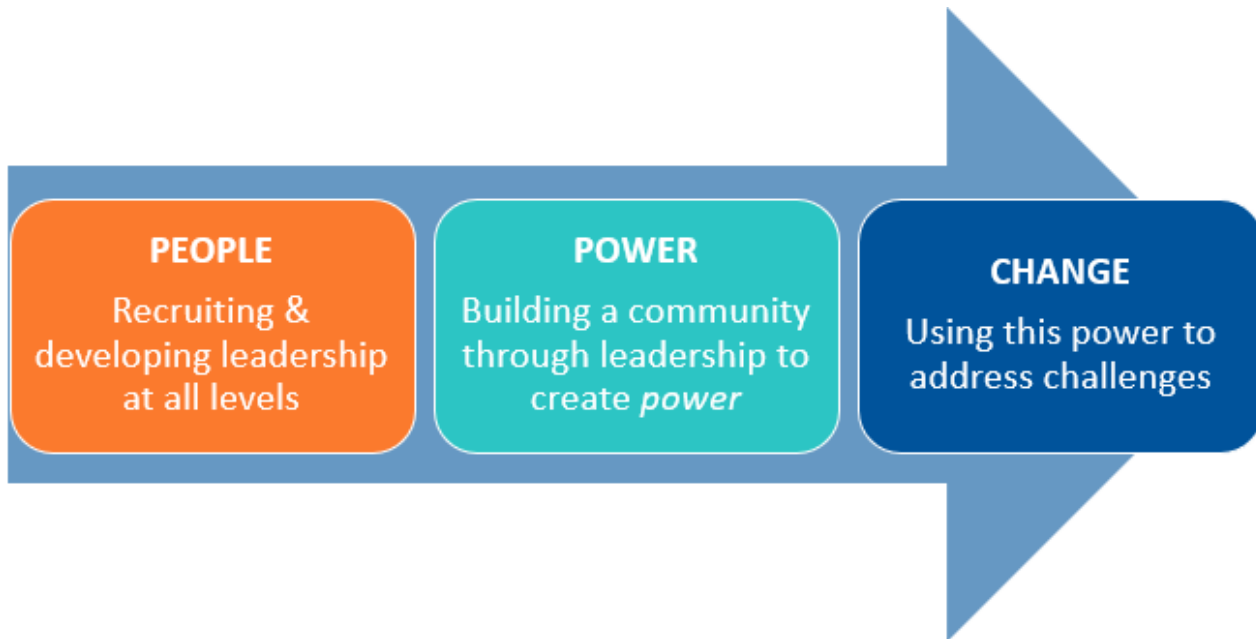 PEOPLE
Recruiting &
developing leadership
at all levels
POWER
Building a community
through leadership to
create power
CHANGE
Using this power to
address challenges